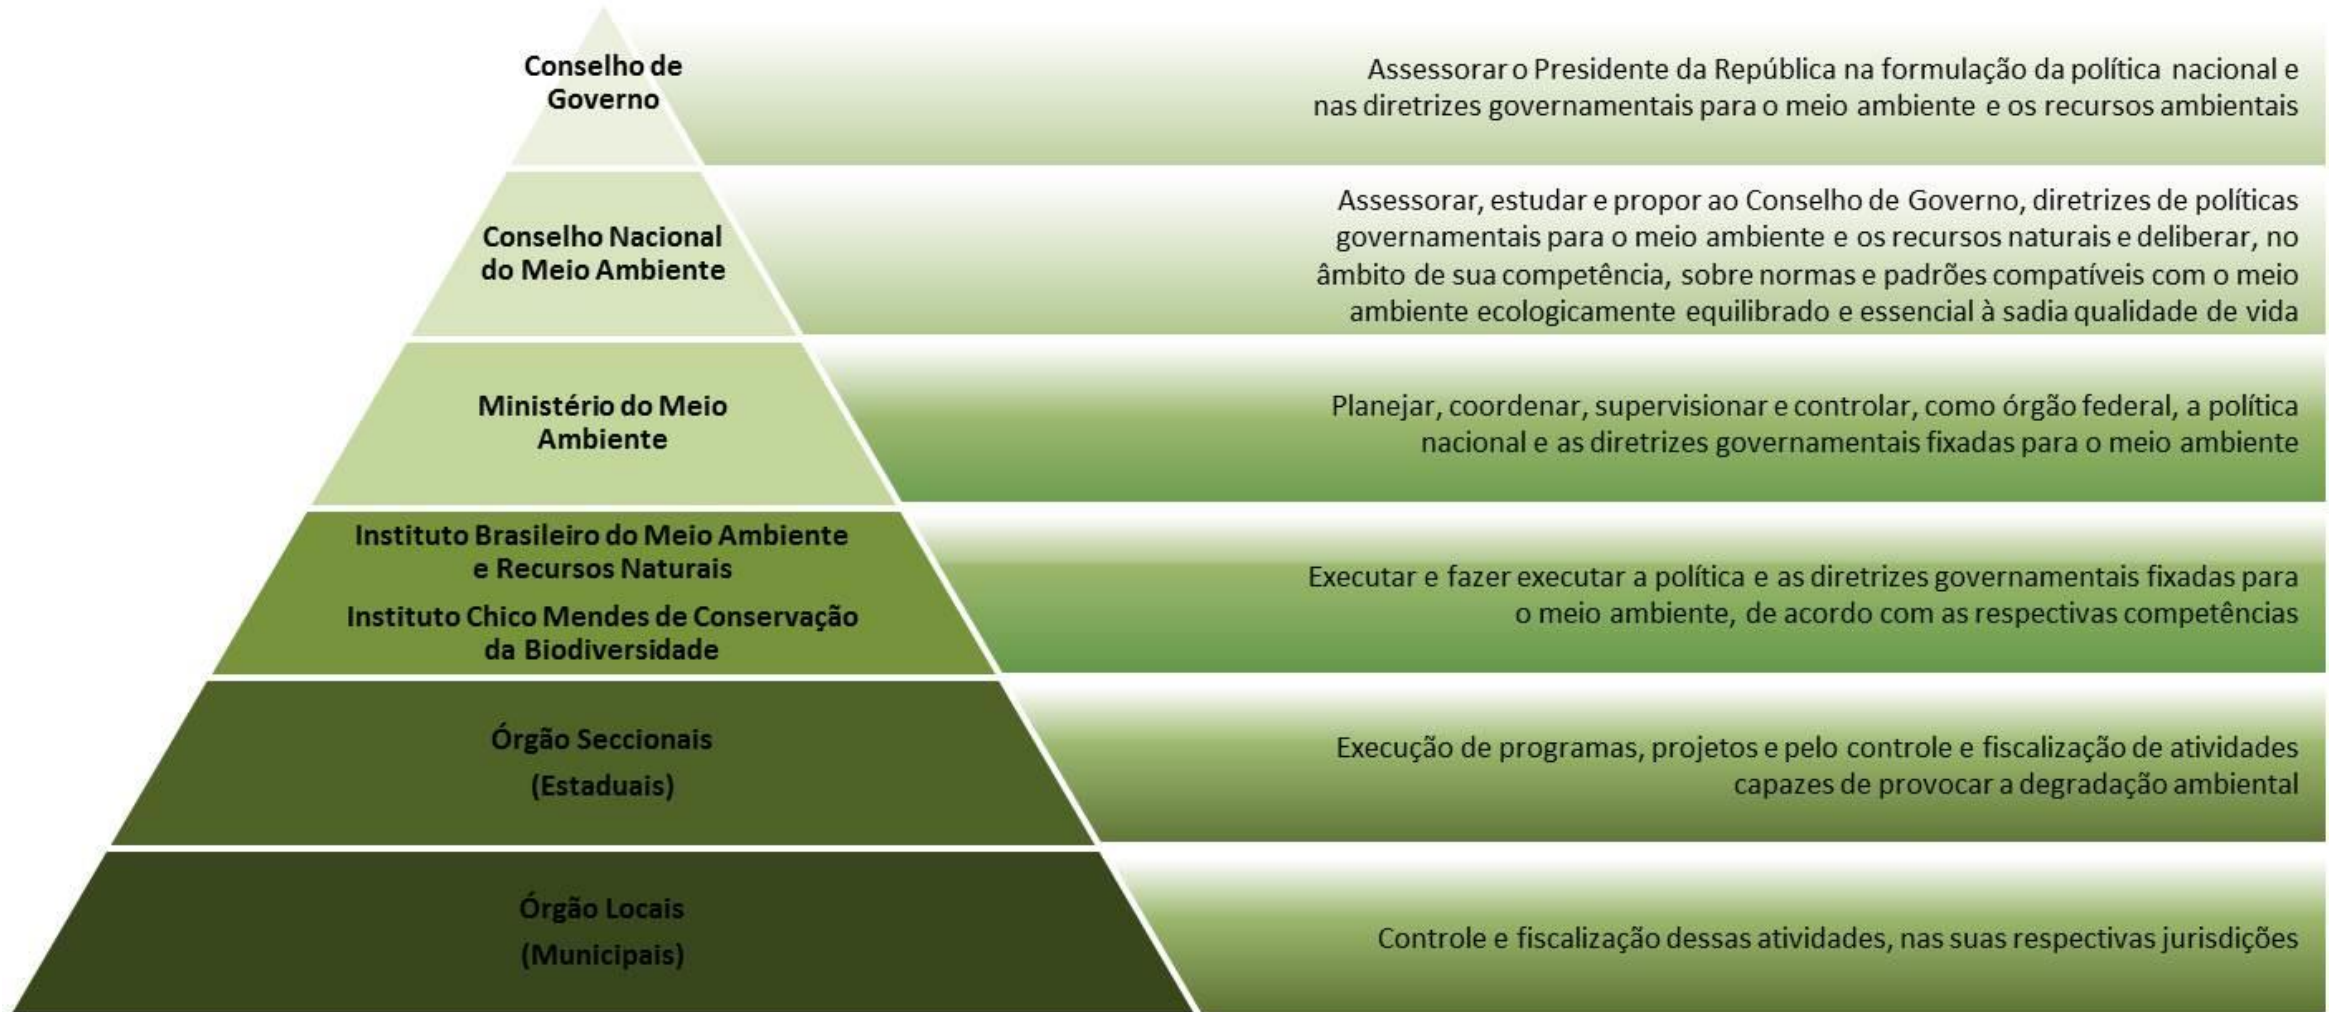 Conselho de
Governo
Assessorar o Presidente da República na formulação da política nacional e
nas diretrizes governamentais para o meio ambiente e os recursos ambientais
Conselho Nacional
do Meio Ambiente
Assessorar, estudar e propor ao Conselho de Governo, diretrizes de políticas
governamentais para o meio ambiente e os recursos naturais e deliberar, no
âmbito de sua competência, sobre normas e padrões compatíveis com o meio
ambiente ecologicamente equilibrado e essencial à sadia qualidade de vida
Ministério do Meio
Ambiente
Planejar, coordenar, supervisionar e controlar, como órgão federal, a política
nacional e as diretrizes governamentais fixadas para o meio ambiente
Instituto Brasileiro do Meio Ambiente
e Recursos Naturais
Instituto Chico Mendes de Conservação
da Biodiversidade
Executar e fazer executar a política e as diretrizes governamentais fixadas para
o meio ambiente, de acordo com as respectivas competências
Órgão Seccionais
(Estaduais)
Execução de programas, projetos e pelo controle e fiscalização de atividades
capazes de provocar a degradação ambiental
Órgão Locais
(Municipais)
Controle e fiscalização dessas atividades, nas suas respectivas jurisdições